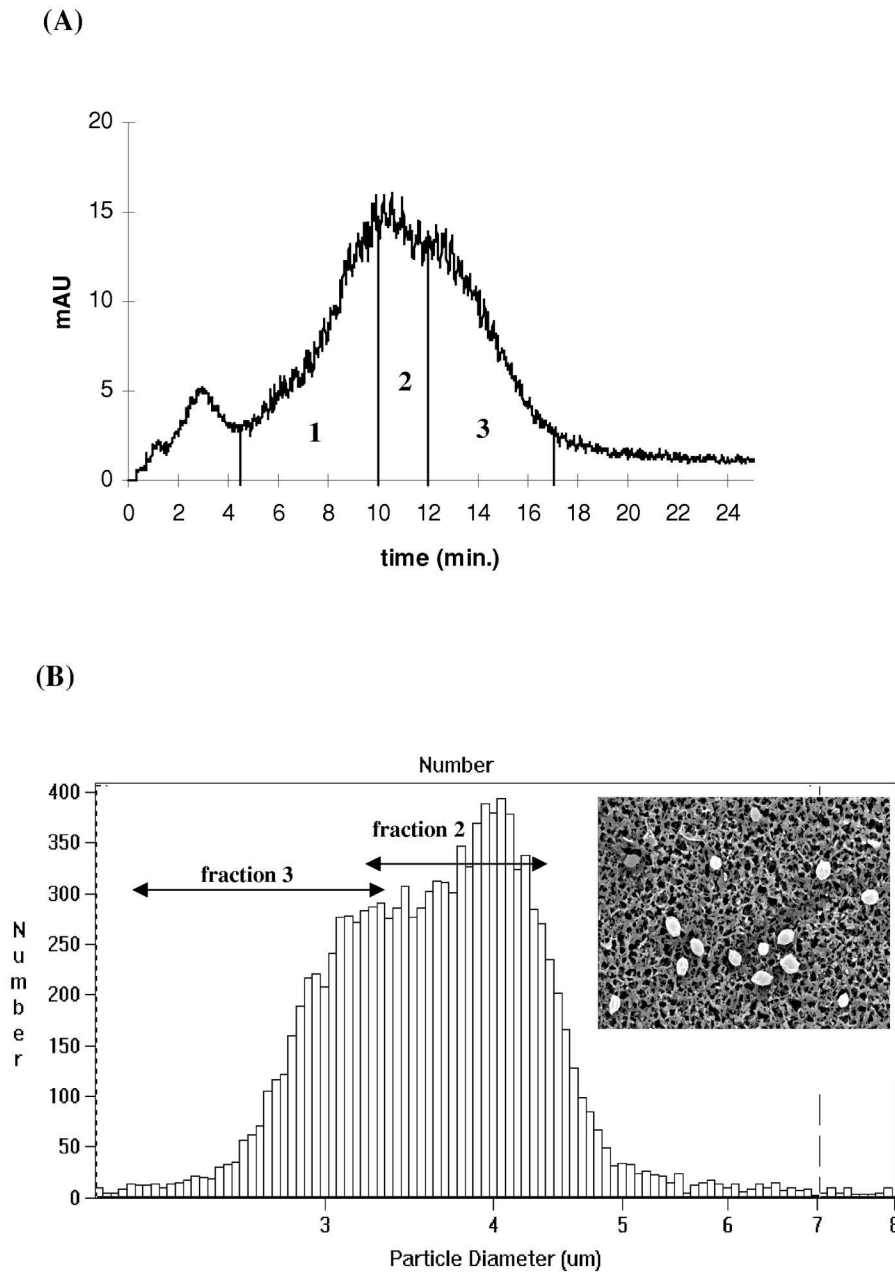 (A)
20
15
10
5
0
mAU
1
2
3
0 2 4 6 8 10 12 14 16 18 20 22 24
time (min.)
(B)
Number
400
350
300
250
200
150
100
50
0
Number
fraction 2
fraction 3
3 4 5 6 7 8
Particle Diameter (um)